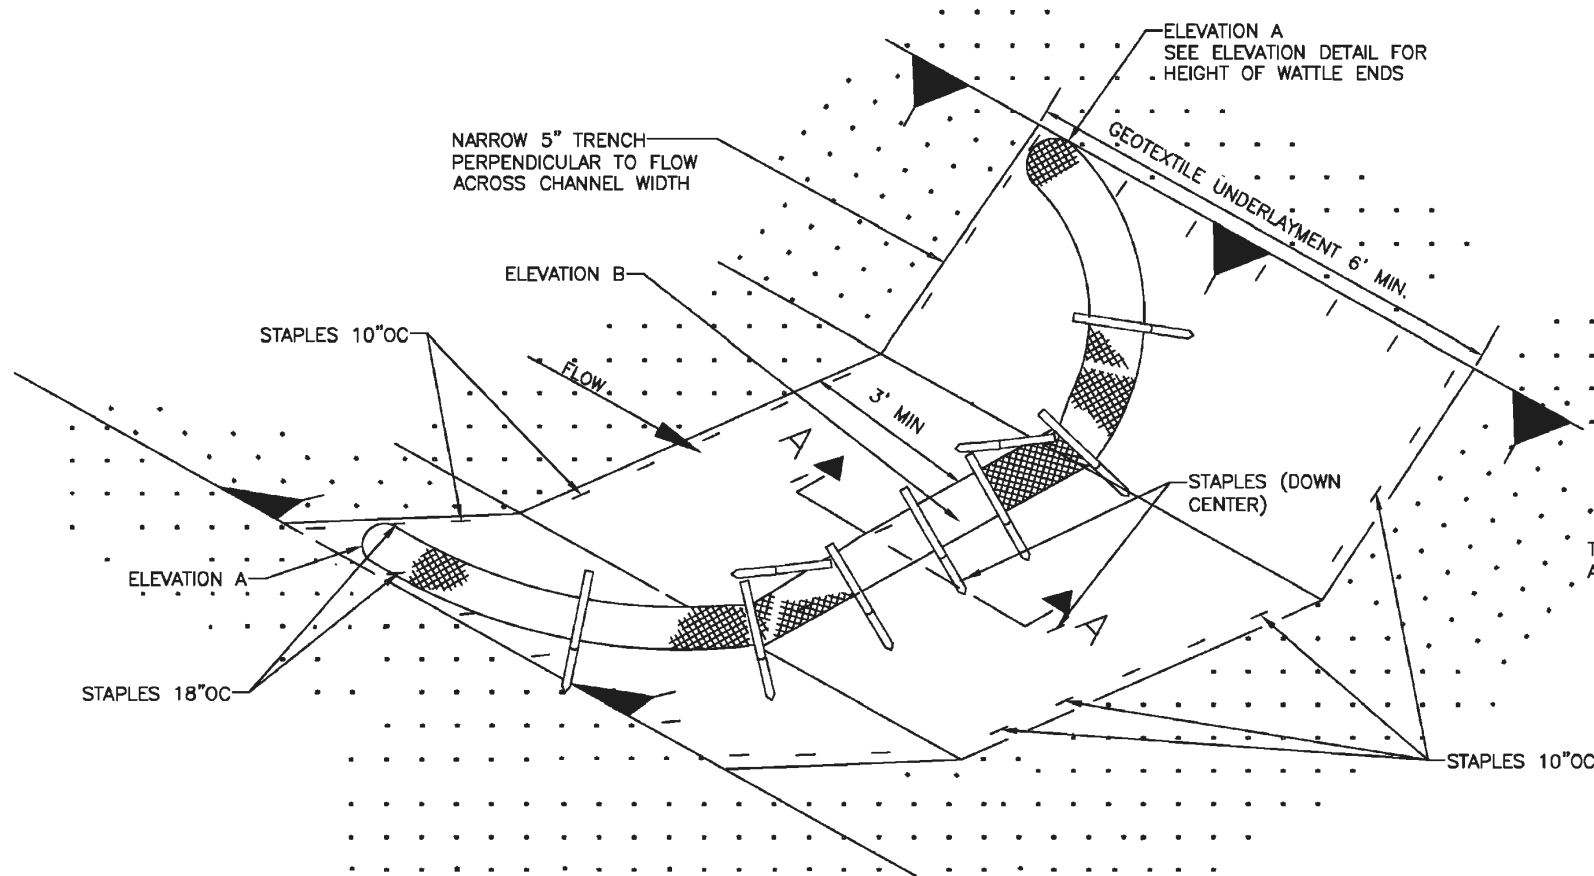 ELEVATION A
SEE ELEVATION DETAIL FOR
HEIGHT OF WATTLE ENDS
NARROW 5" TRENCH
PERPENDICULAR TO FLOW
ACROSS CHANNEL WIDTH
GEOTEXTILE UNDERLAYMENT 6' MIN.
ELEVATION B
STAPLES 10"OC
FLOW
3' MIN
A
STAPLES (DOWN
CENTER)
T
A
ELEVATION A
A
STAPLES 18"OC
STAPLES 10"OC